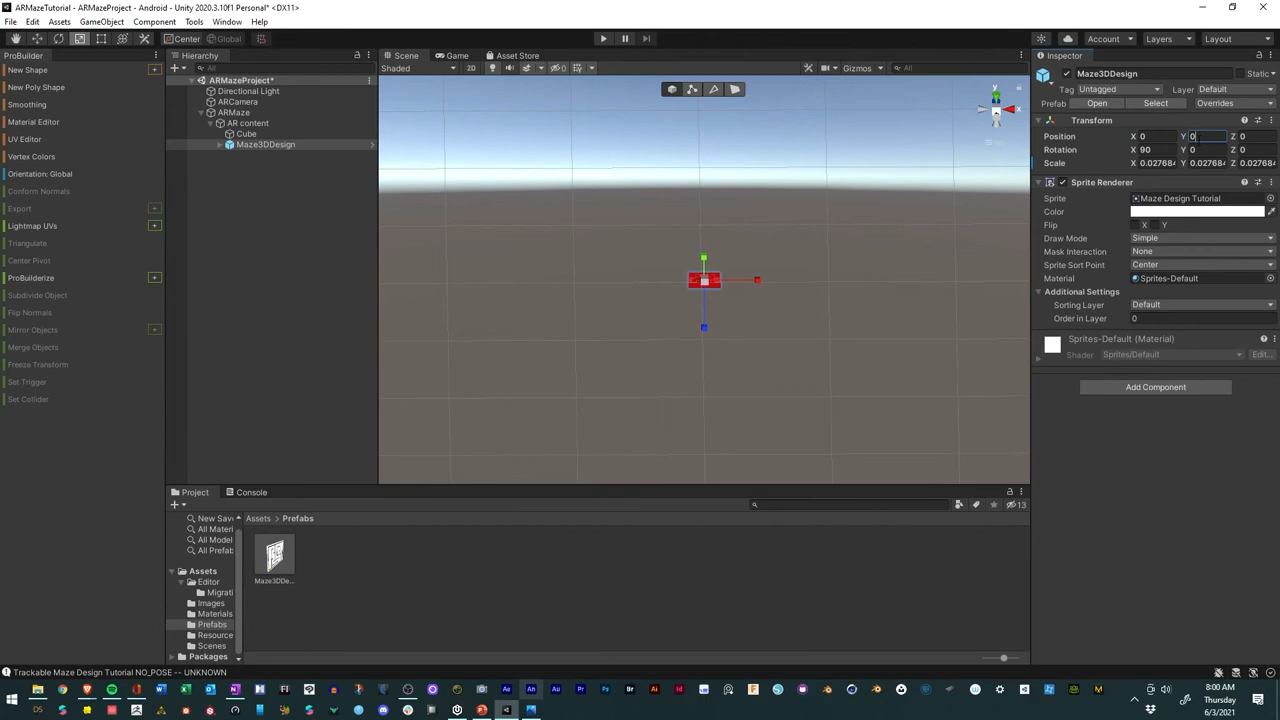 ARMazeTutorial - ARMazeProject - Android - Unity 2020.3.10f1 Personal* <DX11>
File Edit Assets GameObject Component Tools Window Help
Center Global Account Layers Layout
ProBuilder
New Shape
New Poly Shape
Smoothing
Material Editor
UV Editor
Vertex Colors
Orientation: Global
Conform Normals
Export
Lightmap UVs
Triangulate
Center Pivot
ProBuilderize
Subdivide Object
Flip Normals
Mirror Objects
Merge Objects
Freeze Transform
Set Trigger
Set Collider
Hierarchy
All
ARMazeProject*
Directional Light
ARCamera
ARMaze
AR content
Cube
Maze3DDesign
Scene Game Asset Store
Shaded 2D 0 Gizmos All
y
x
Inspector
Maze3DDesign Static
Tag Untagged Layer Default
Prefab Open Select Overrides
Transform
Position X 0 Y 0 Z 0
Rotation X 90 Y 0 Z 0
Scale X 0.027684 Y 0.027684 Z 0.027684
Sprite Renderer
Sprite Maze Design Tutorial
Color
Flip X Y
Draw Mode Simple
Mask Interaction None
Sprite Sort Point Center
Material Sprites-Default
Additional Settings
Sorting Layer Default
Order in Layer 0
Sprites-Default (Material)
Shader Sprites/Default Edit...
Add Component
Project Console
13
New Save
All Materi
All Model
All Prefab
Assets
Editor
Migrati
Images
Materials
Prefabs
Resource
Scenes
Packages
Assets > Prefabs
Maze3DDe...
Trackable Maze Design Tutorial NO_POSE -- UNKNOWN
8:00 AM
Thursday
6/3/2021